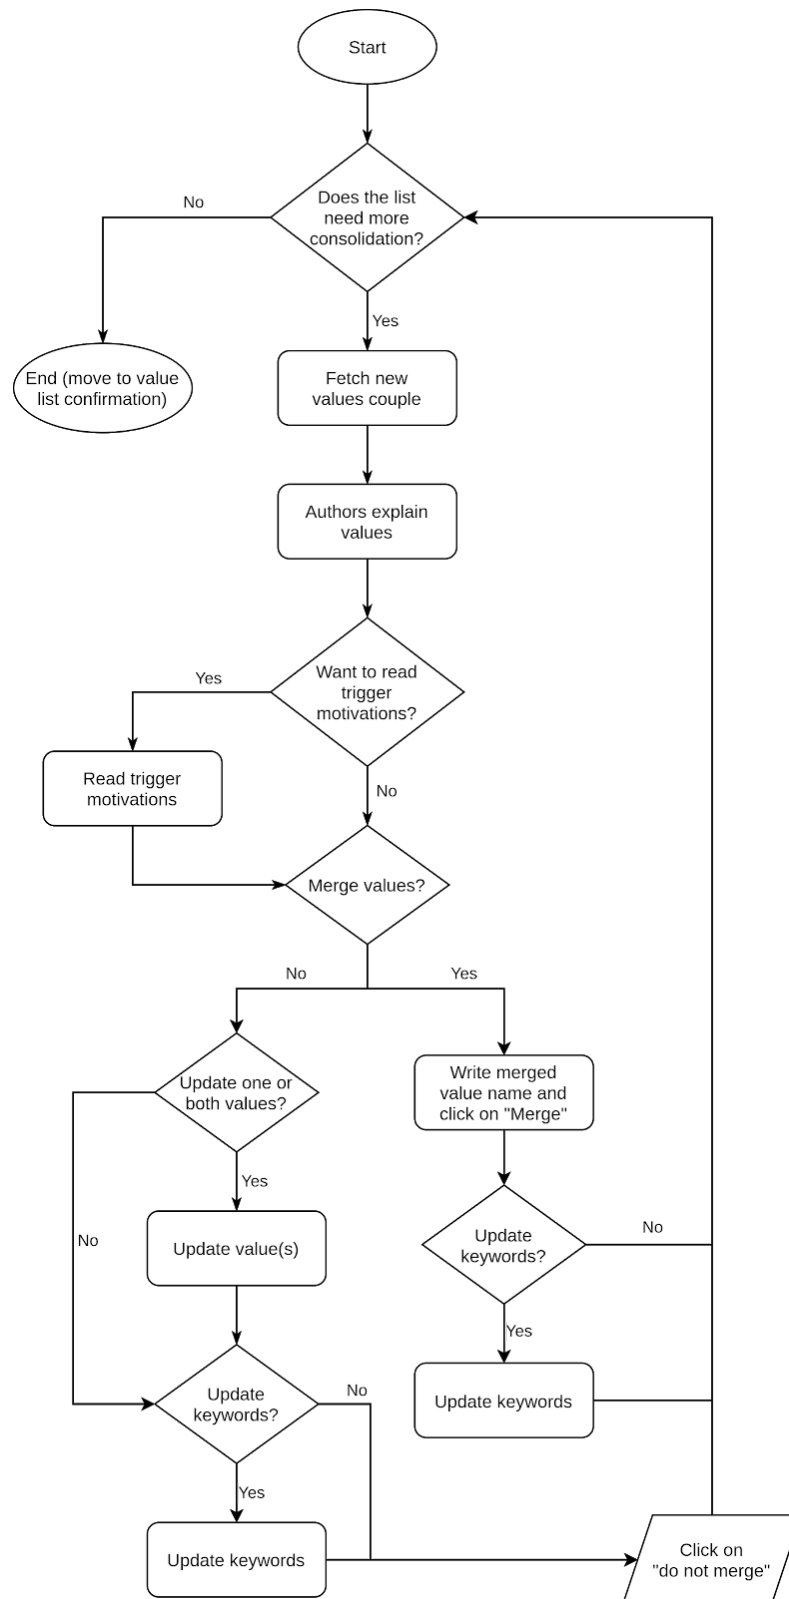 Start
Does the list
need more
consolidation?
No
Yes
End (move to value
list confirmation)
Fetch new
values couple
Authors explain
values
Want to read
trigger
motivations?
Yes
Read trigger
motivations
No
Merge values?
No
Yes
Update one or
both values?
Write merged
value name and
click on "Merge"
Yes
No
Update value(s)
Update
keywords?
No
Yes
Update
keywords?
No
Update keywords
Yes
Update keywords
Click on
"do not merge"